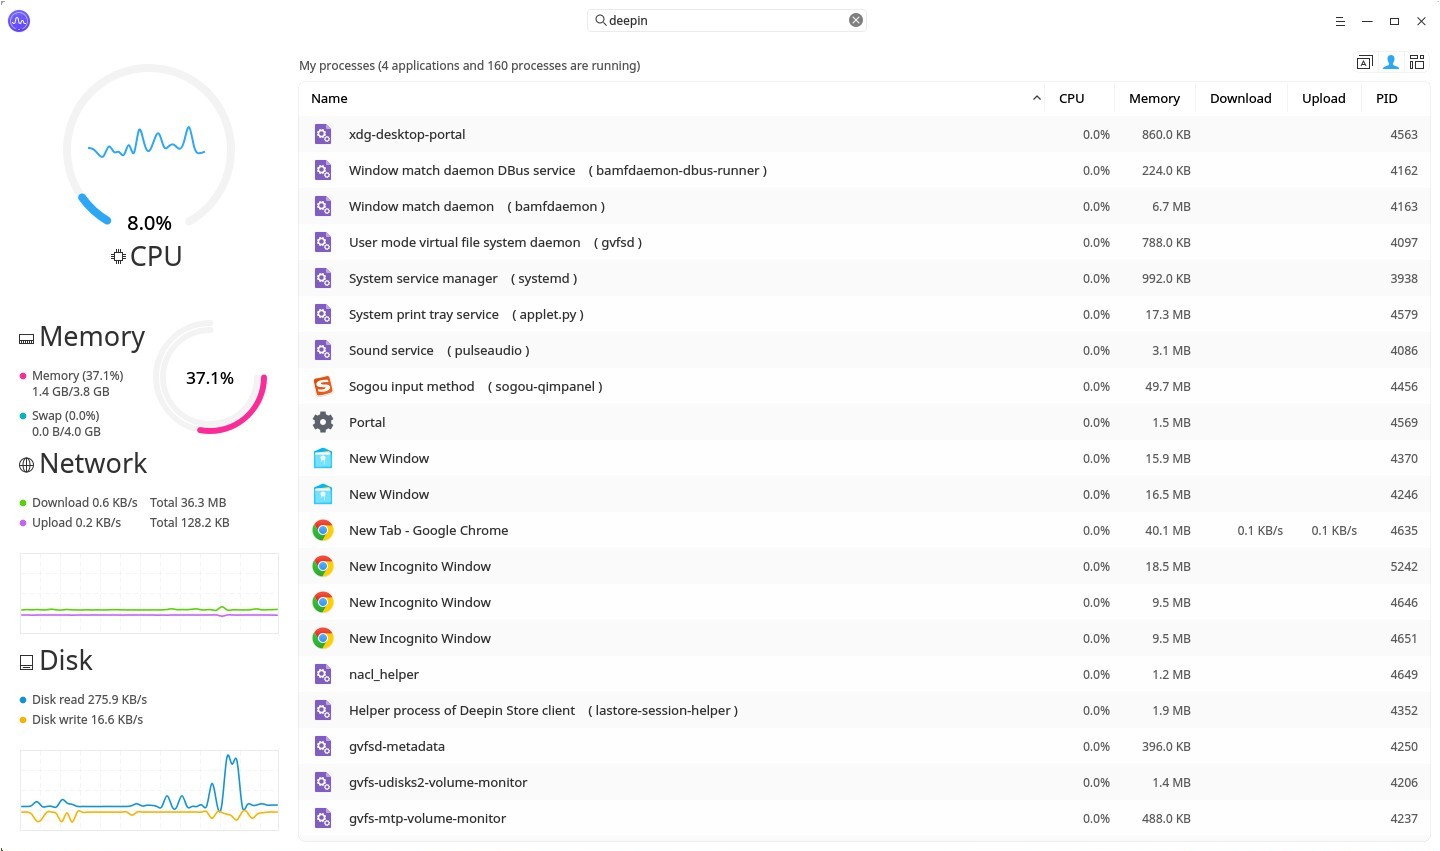 deepin
My processes (4 applications and 160 processes are running)
Name CPU Memory Download Upload PID
xdg-desktop-portal 0.0% 860.0 KB 4563
Window match daemon DBus service ( bamfdaemon-dbus-runner ) 0.0% 224.0 KB 4162
Window match daemon ( bamfdaemon ) 0.0% 6.7 MB 4163
User mode virtual file system daemon ( gvfsd ) 0.0% 788.0 KB 4097
System service manager ( systemd ) 0.0% 992.0 KB 3938
System print tray service ( applet.py ) 0.0% 17.3 MB 4579
Sound service ( pulseaudio ) 0.0% 3.1 MB 4086
Sogou input method ( sogou-qimpanel ) 0.0% 49.7 MB 4456
Portal 0.0% 1.5 MB 4569
New Window 0.0% 15.9 MB 4370
New Window 0.0% 16.5 MB 4246
New Tab - Google Chrome 0.0% 40.1 MB 0.1 KB/s 0.1 KB/s 4635
New Incognito Window 0.0% 18.5 MB 5242
New Incognito Window 0.0% 9.5 MB 4646
New Incognito Window 0.0% 9.5 MB 4651
nacl_helper 0.0% 1.2 MB 4649
Helper process of Deepin Store client ( lastore-session-helper ) 0.0% 1.9 MB 4352
gvfsd-metadata 0.0% 396.0 KB 4250
gvfs-udisks2-volume-monitor 0.0% 1.4 MB 4206
gvfs-mtp-volume-monitor 0.0% 488.0 KB 4237
8.0%
CPU
Memory
Memory (37.1%)
1.4 GB/3.8 GB
Swap (0.0%)
0.0 B/4.0 GB
37.1%
Network
Download 0.6 KB/s Total 36.3 MB
Upload 0.2 KB/s Total 128.2 KB
Disk
Disk read 275.9 KB/s
Disk write 16.6 KB/s